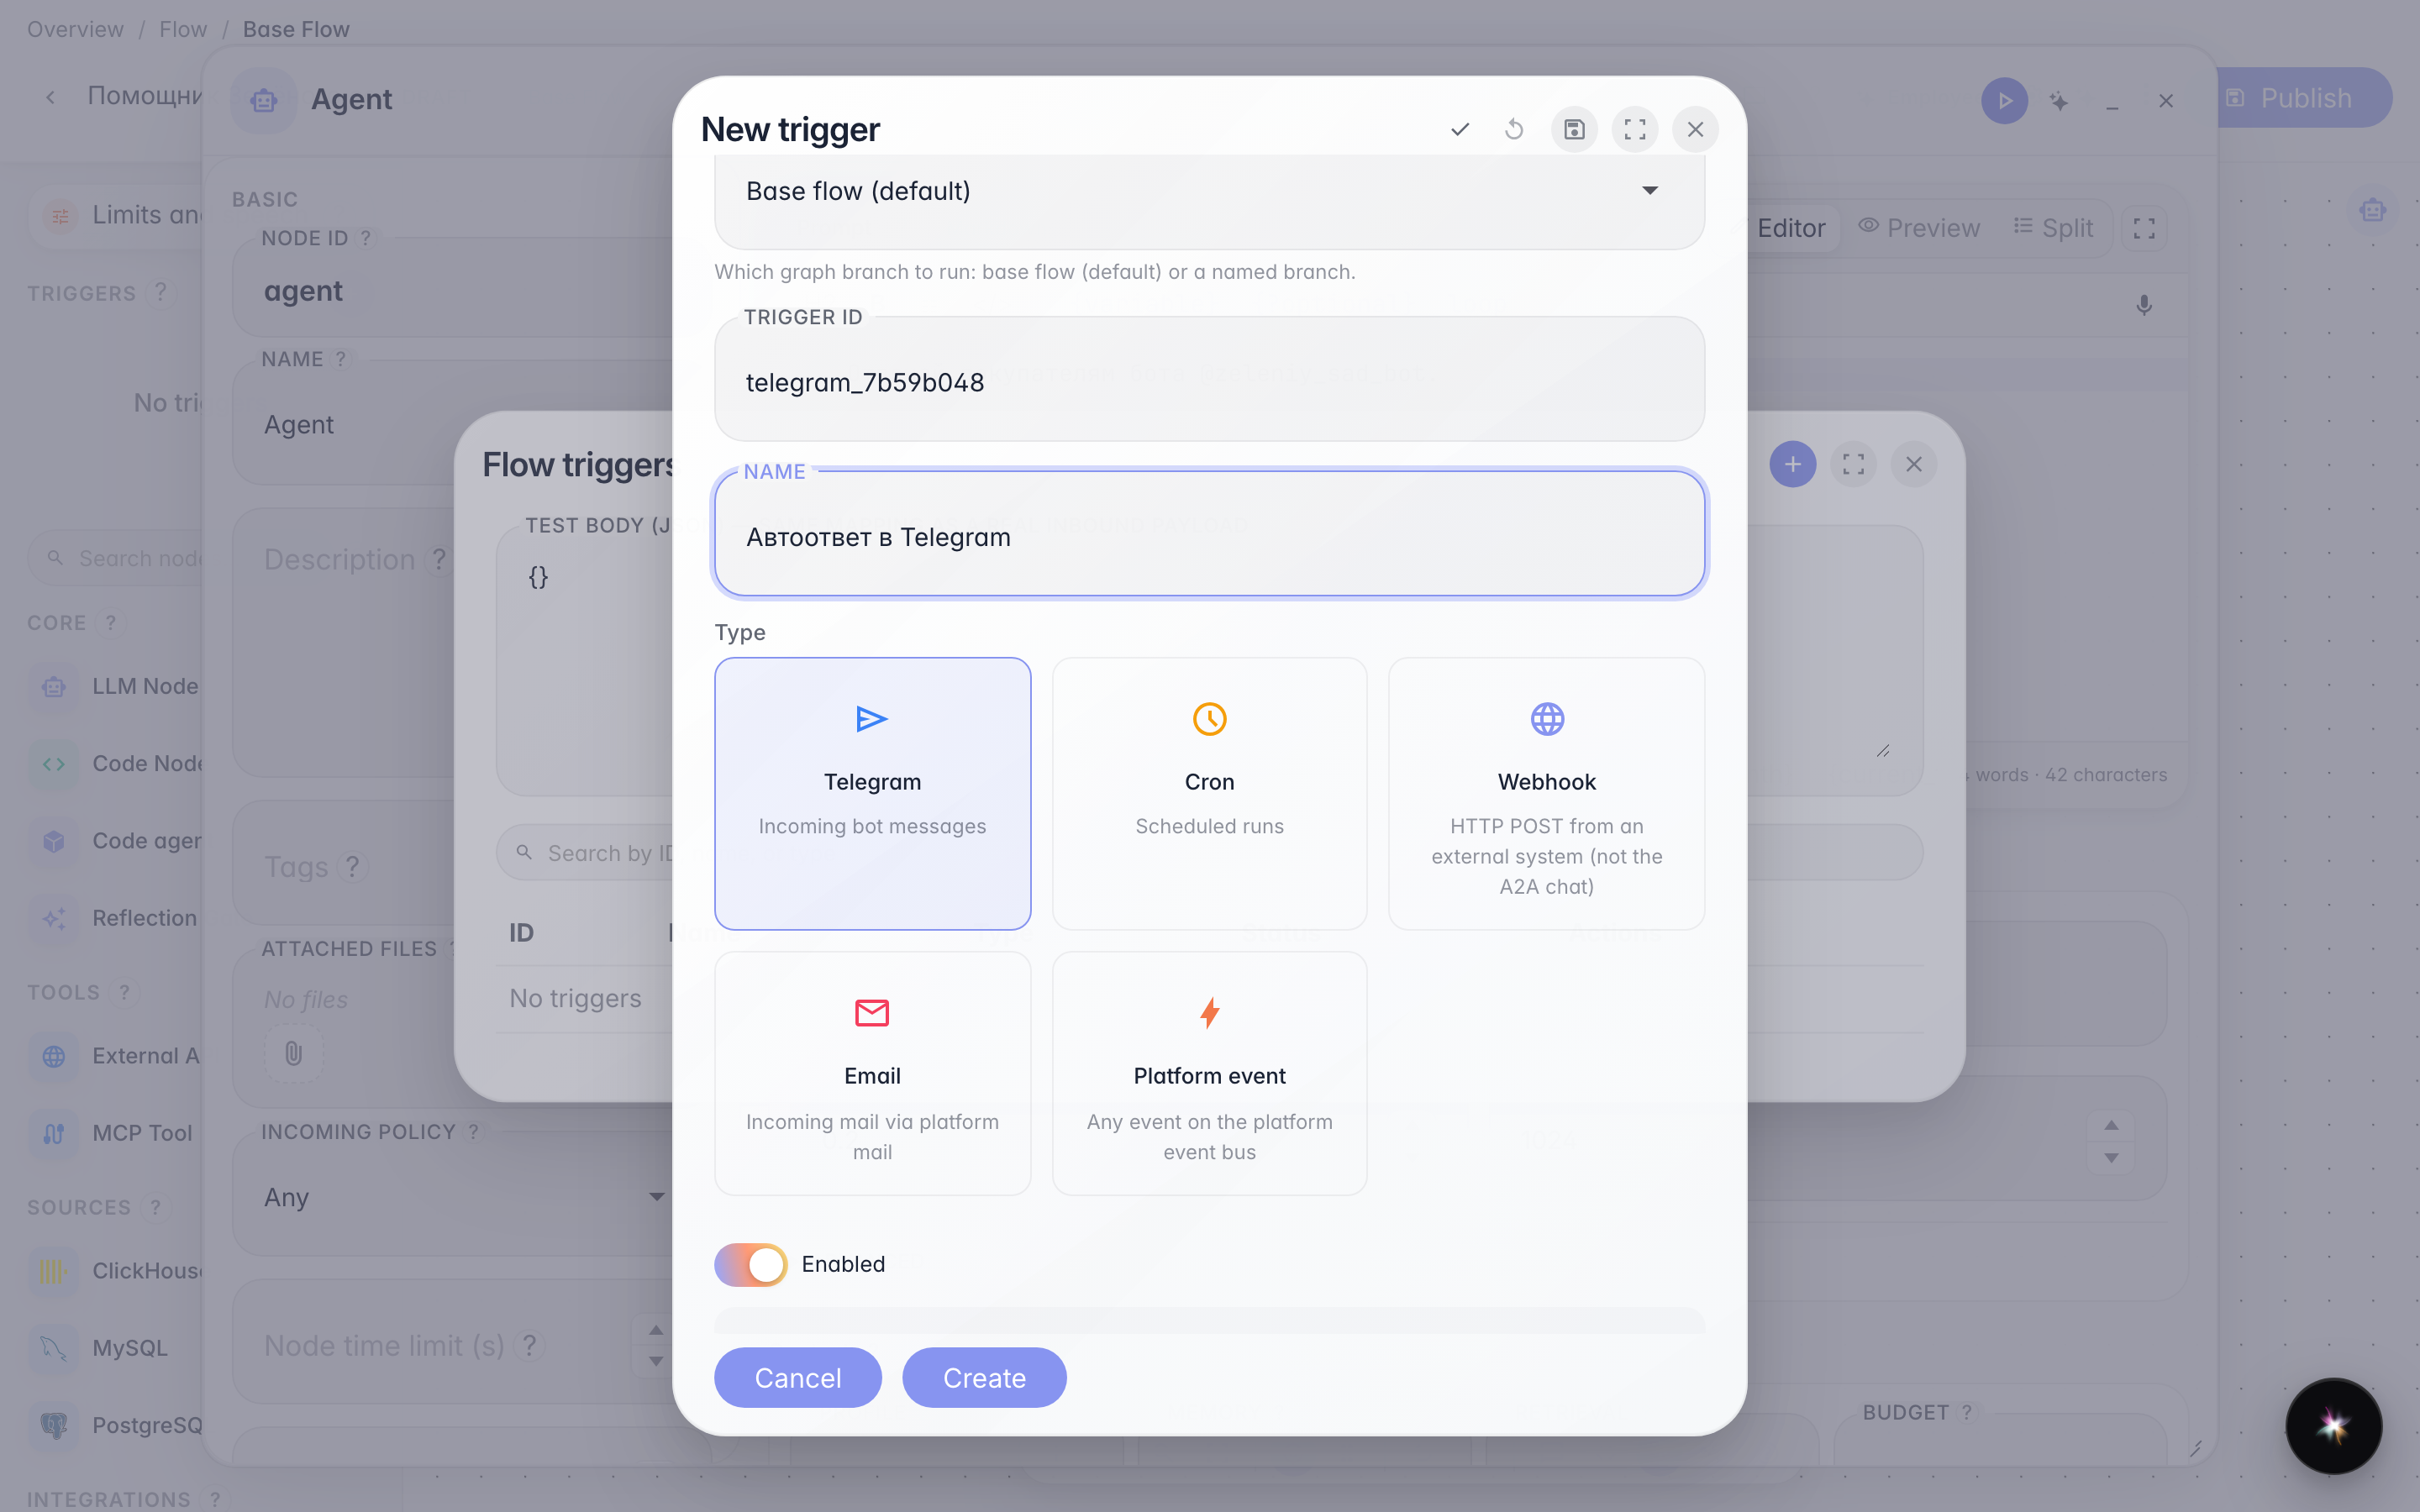 Overview / Flow / Base Flow
Помощни
Agent
Publish
New trigger
Limits and
TRIGGERS ?
No tri
Search node
CORE ?
LLM Node
Code Node
Code agen
Reflection
TOOLS ?
External A
MCP Tool
SOURCES ?
ClickHouse
MySQL
PostgreSQ
INTEGRATIONS ?
BASIC
NODE ID ?
agent
NAME ?
Agent
Description ?
Tags ?
ATTACHED FILES ?
No files
INCOMING POLICY ?
Any
Node time limit (s) ?
Editor
Preview
Split
words · 42 characters
BUDGET ?
Flow triggers
TEST BODY (J
{}
Search by ID
ID
No triggers
Base flow (default)
Which graph branch to run: base flow (default) or a named branch.
TRIGGER ID
telegram_7b59b048
NAME
Автоответ в Telegram
Type
Telegram
Incoming bot messages
Cron
Scheduled runs
Webhook
HTTP POST from an
external system (not the
A2A chat)
Email
Incoming mail via platform
mail
Platform event
Any event on the platform
event bus
Enabled
Cancel
Create